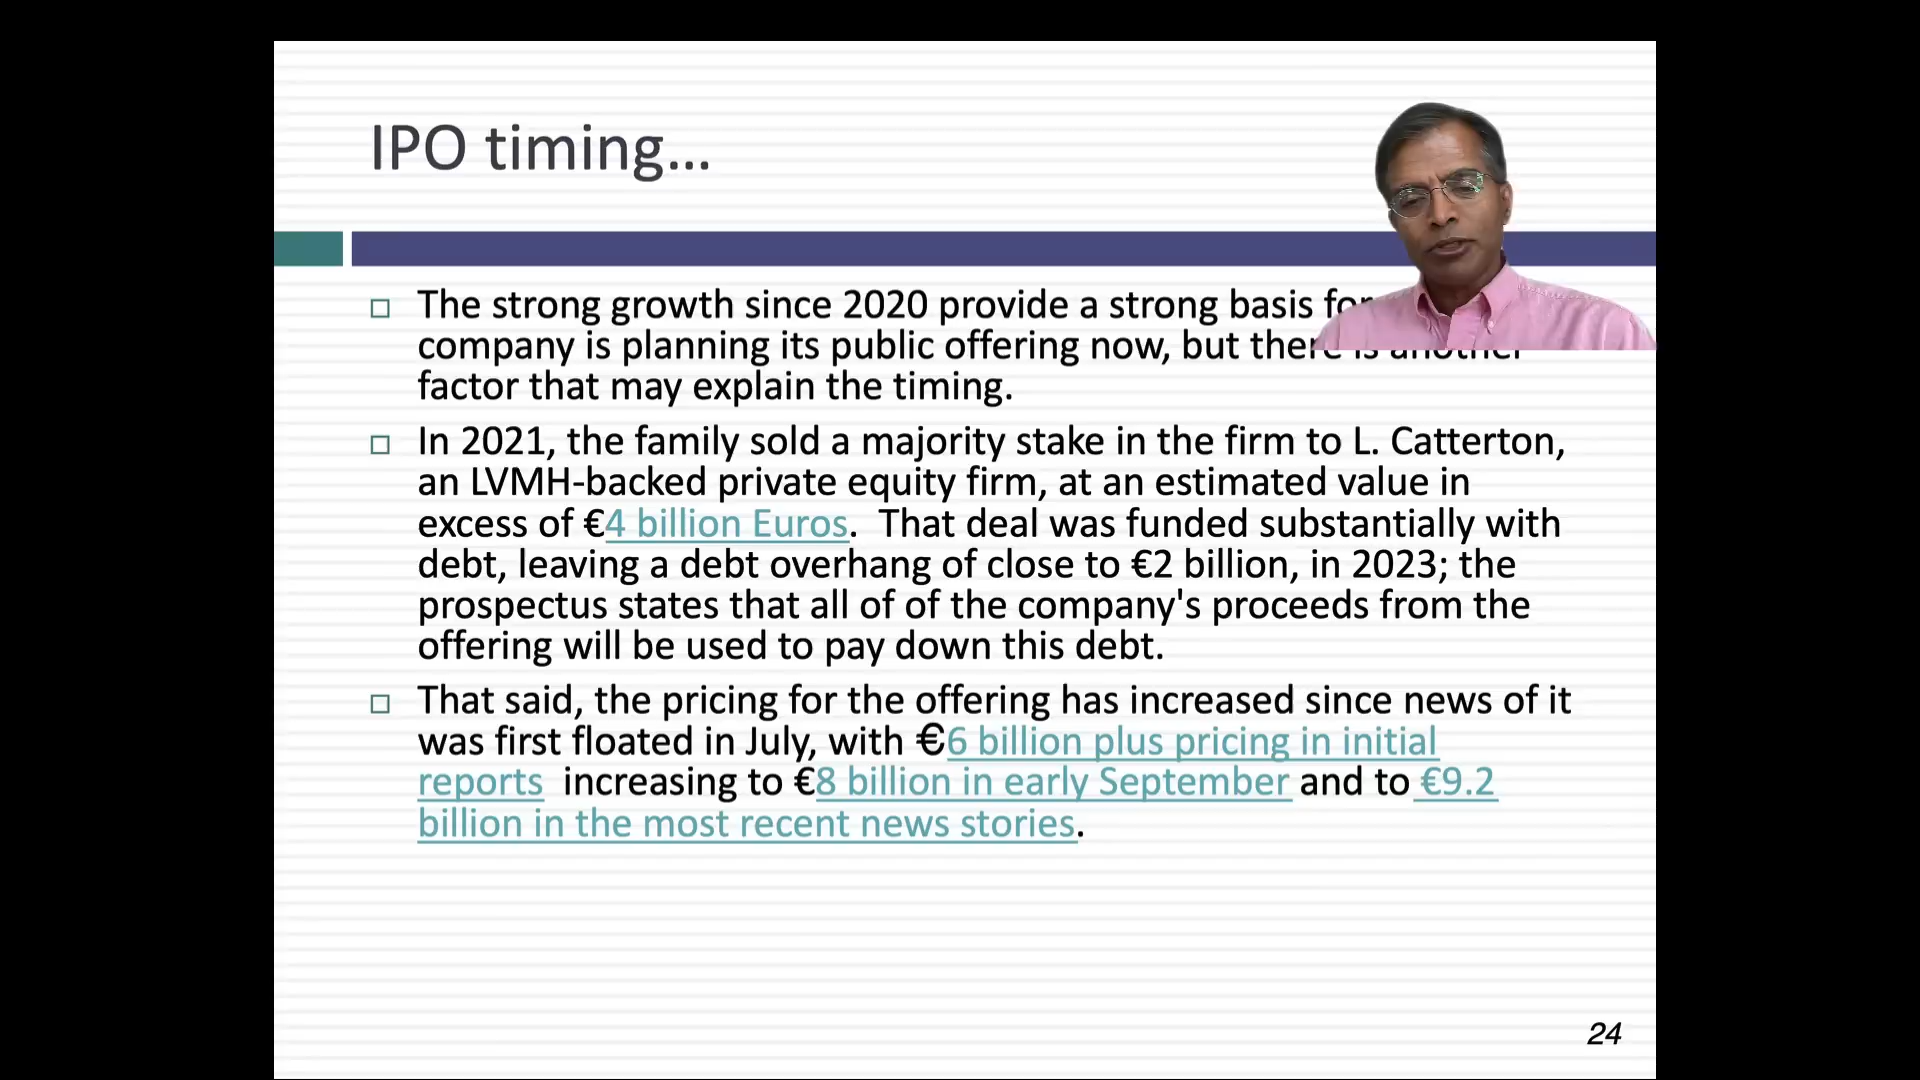 IPO timing...
The strong growth since 2020 provide a strong basis for
company is planning its public offering now, but there is another
factor that may explain the timing.
In 2021, the family sold a majority stake in the firm to L. Catterton,
an LVMH-backed private equity firm, at an estimated value in
excess of €4 billion Euros. That deal was funded substantially with
debt, leaving a debt overhang of close to €2 billion, in 2023; the
prospectus states that all of of the company's proceeds from the
offering will be used to pay down this debt.
That said, the pricing for the offering has increased since news of it
was first floated in July, with €6 billion plus pricing in initial
reports increasing to €8 billion in early September and to €9.2
billion in the most recent news stories.
24